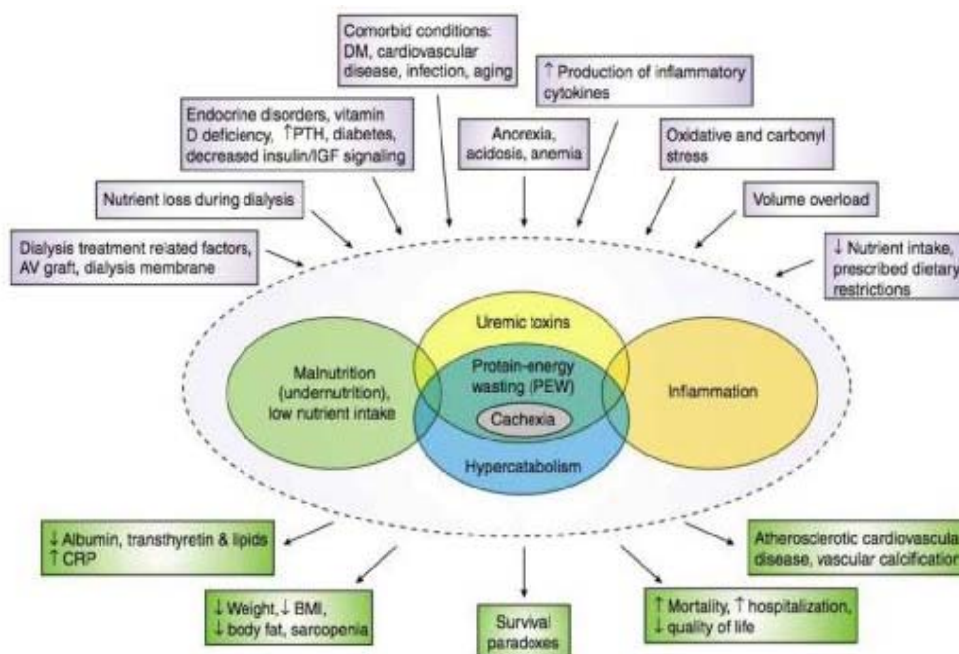 Comorbid conditions:
DM, cardiovascular
disease, infection, aging
↑ Production of inflammatory
cytokines
Endocrine disorders, vitamin
D deficiency, ↑PTH, diabetes,
decreased insulin/IGF signaling
Anorexia,
acidosis, anemia
Oxidative and carbonyl
stress
Nutrient loss during dialysis
Volume overload
Dialysis treatment related factors,
AV graft, dialysis membrane
↓ Nutrient intake,
prescribed dietary
restrictions
Uremic toxins
Malnutrition
(undernutrition),
low nutrient intake
Protein-energy
wasting (PEW)
Cachexia
Inflammation
Hypercatabolism
↓ Albumin, transthyretin & lipids
↑ CRP
Atherosclerotic cardiovascular
disease, vascular calcification
↓ Weight, ↓ BMI,
↓ body fat, sarcopenia
Survival
paradoxes
↑ Mortality, ↑ hospitalization,
↓ quality of life